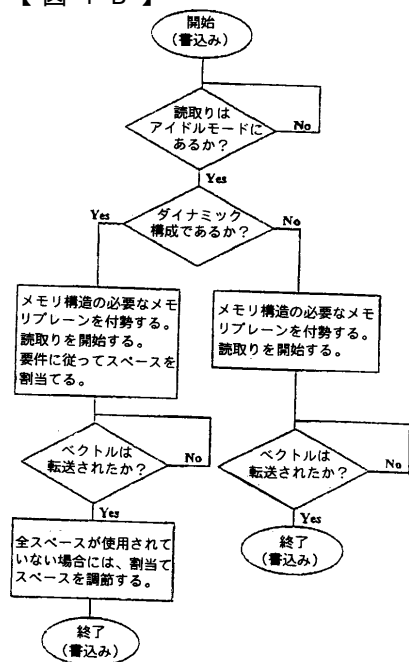 【図1B】
開始
(書込み)
読取りは
アイドルモードに
あるか?
No
Yes
Yes
ダイナミック
構成であるか?
No
メモリ構造の必要なメモ
リプレーンを付勢する。
読取りを開始する。
要件に従ってスペースを
割当てる。
メモリ構造の必要なメモ
リプレーンを付勢する。
読取りを開始する。
ベクトルは
転送されたか?
No
Yes
ベクトルは
転送されたか?
No
Yes
全スペースが使用されて
いない場合には、割当て
スペースを調節する。
終了
(書込み)
終了
(書込み)